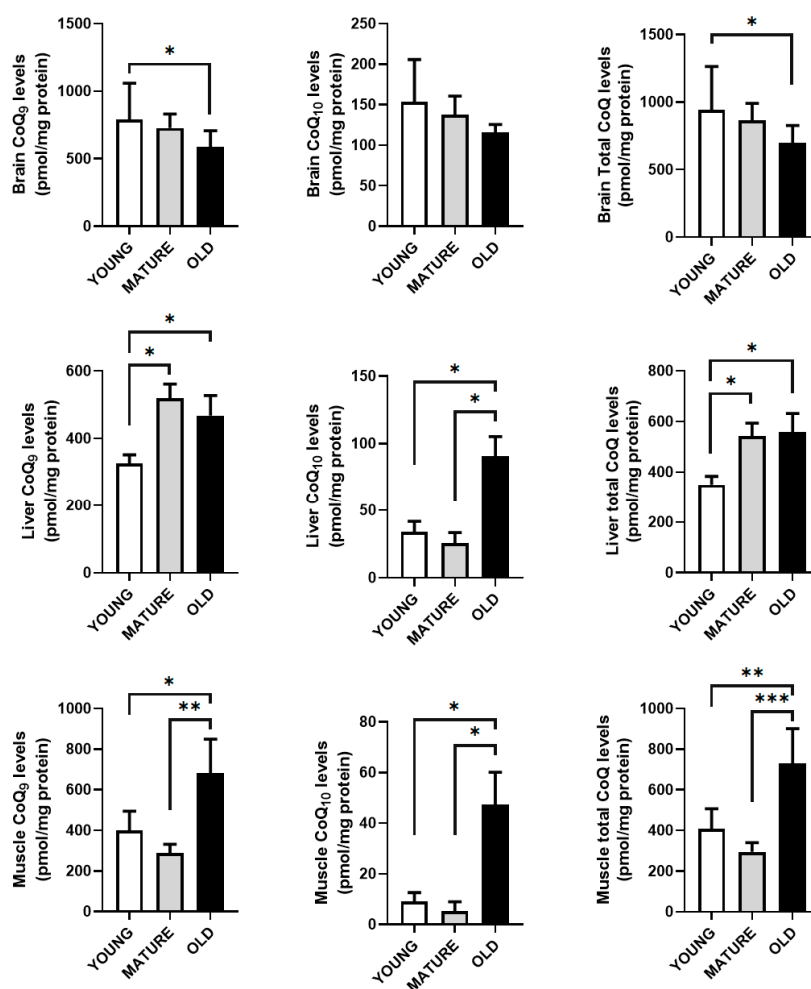 Brain CoQ₉ levels
(pmol/mg protein)
1500
1000
500
0
*
YOUNG
MATURE
OLD
Brain CoQ₁₀ levels
(pmol/mg protein)
250
200
150
100
50
0
YOUNG
MATURE
OLD
Brain Total CoQ levels
(pmol/mg protein)
1500
1000
500
0
*
YOUNG
MATURE
OLD
Liver CoQ₉ levels
(pmol/mg protein)
600
400
200
0
*
*
YOUNG
MATURE
OLD
Liver CoQ₁₀ levels
(pmol/mg protein)
150
100
50
0
*
*
YOUNG
MATURE
OLD
Liver total CoQ levels
(pmol/mg protein)
800
600
400
200
0
*
*
YOUNG
MATURE
OLD
Muscle CoQ₉ levels
(pmol/mg protein)
1000
800
600
400
200
0
*
**
YOUNG
MATURE
OLD
Muscle CoQ₁₀ levels
(pmol/mg protein)
80
60
40
20
0
*
*
YOUNG
MATURE
OLD
Muscle total CoQ levels
(pmol/mg protein)
1000
800
600
400
200
0
**
***
YOUNG
MATURE
OLD